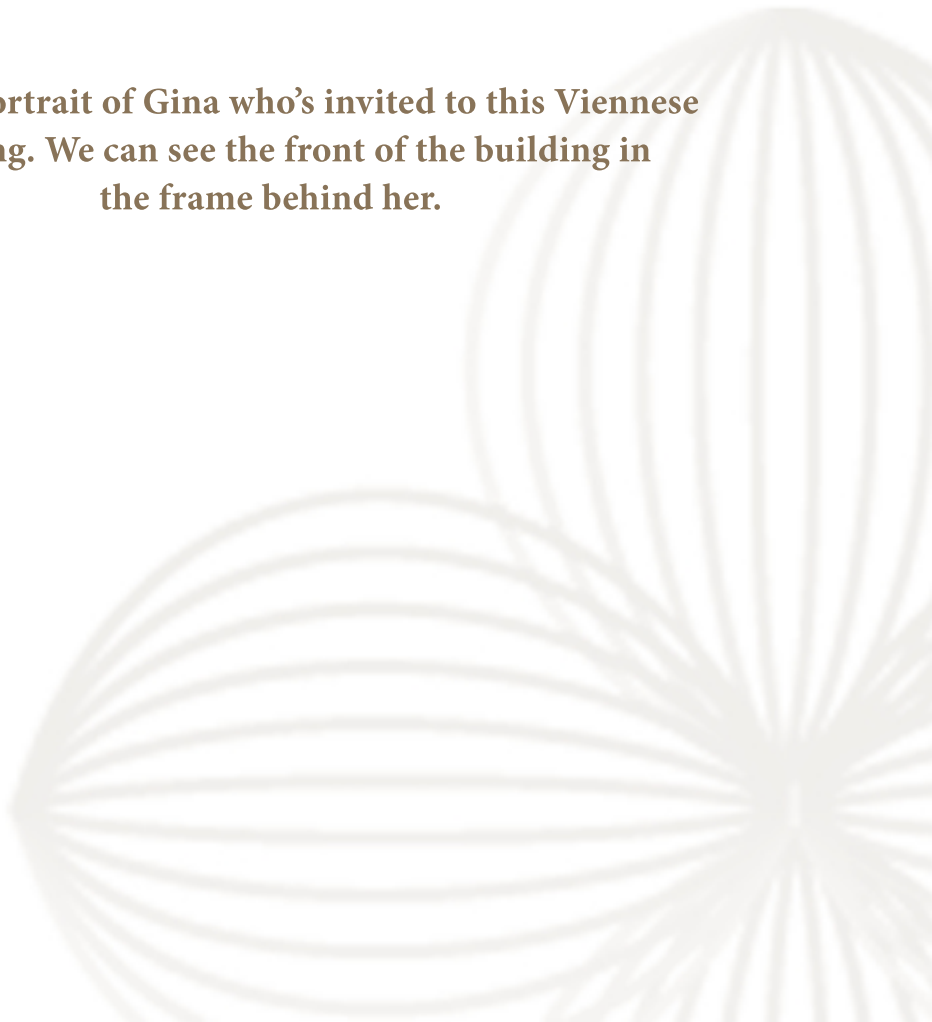 ortrait of Gina who’s invited to this Viennese
ng. We can see the front of the building in
the frame behind her.